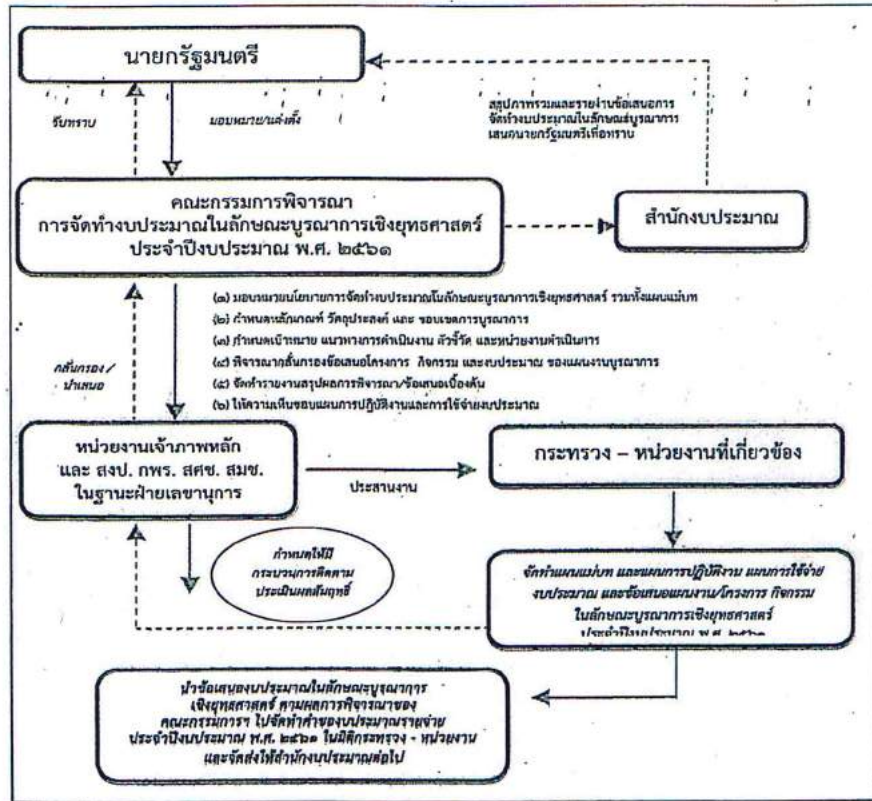 นายกรัฐมนตรี
รับทราบ
มอบหมาย/แต่งตั้ง
สรุปภาพรวมและรายงานข้อเสนอการ
จัดทำงบประมาณในลักษณะบูรณาการ
เสนอนายกรัฐมนตรีเพื่อทราบ
คณะกรรมการพิจารณา
การจัดทำงบประมาณในลักษณะบูรณาการเชิงยุทธศาสตร์
ประจำปีงบประมาณ พ.ศ. ๒๕๖๑
สำนักงบประมาณ
(๑) มอบหมายนโยบายการจัดทำงบประมาณในลักษณะบูรณาการเชิงยุทธศาสตร์ รวมทั้งแผนแม่บท
(๒) กำหนดหลักเกณฑ์ วัตถุประสงค์ และ ขอบเขตการบูรณาการ
(๓) กำหนดเป้าหมาย แนวทางการดำเนินงาน ตัวชี้วัด และหน่วยงานดำเนินการ
(๔) พิจารณากลั่นกรองข้อเสนอโครงการ กิจกรรม และงบประมาณ ของแผนงานบูรณาการ
(๕) จัดทำรายงานสรุปผลการพิจารณา/ข้อเสนอเบื้องต้น
(๖) ให้ความเห็นชอบแผนการปฏิบัติงานและการใช้จ่ายงบประมาณ
กลั่นกรอง /
นำเสนอ
หน่วยงานเจ้าภาพหลัก
และ สงป. กพร. สศช. สมช.
ในฐานะฝ่ายเลขานุการ
ประสานงาน
กระทรวง – หน่วยงานที่เกี่ยวข้อง
กำหนดให้มี
กระบวนการติดตาม
ประเมินผลสัมฤทธิ์
จัดทำแผนแม่บท และแผนการปฏิบัติงาน แผนการใช้จ่าย
งบประมาณ และข้อเสนอแผนงาน/โครงการ กิจกรรม
ในลักษณะบูรณาการเชิงยุทธศาสตร์
ประจำปีงบประมาณ พ.ศ. ๒๕๖๑
นำข้อเสนองบประมาณในลักษณะบูรณาการ
เชิงยุทธศาสตร์ ตามผลการพิจารณาของ
คณะกรรมการฯ ไปจัดทำคำของบประมาณรายจ่าย
ประจำปีงบประมาณ พ.ศ. ๒๕๖๑ ในมิติกระทรวง - หน่วยงาน
และจัดส่งให้สำนักงบประมาณต่อไป